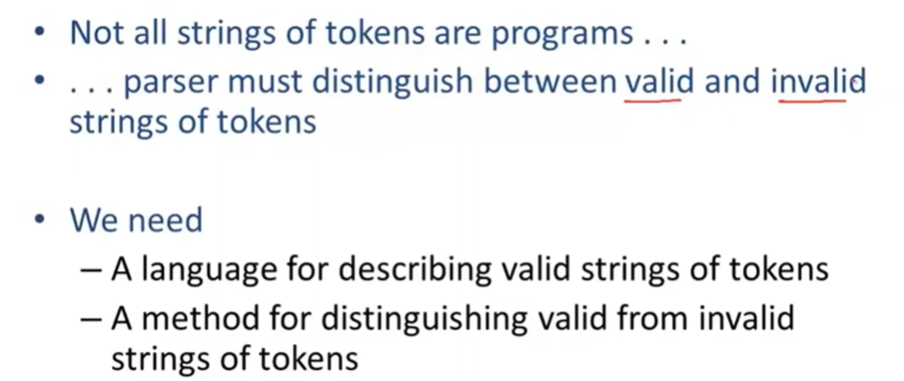 • Not all strings of tokens are programs . . .
• . . . parser must distinguish between valid and invalid
strings of tokens
• We need
– A language for describing valid strings of tokens
– A method for distinguishing valid from invalid
strings of tokens